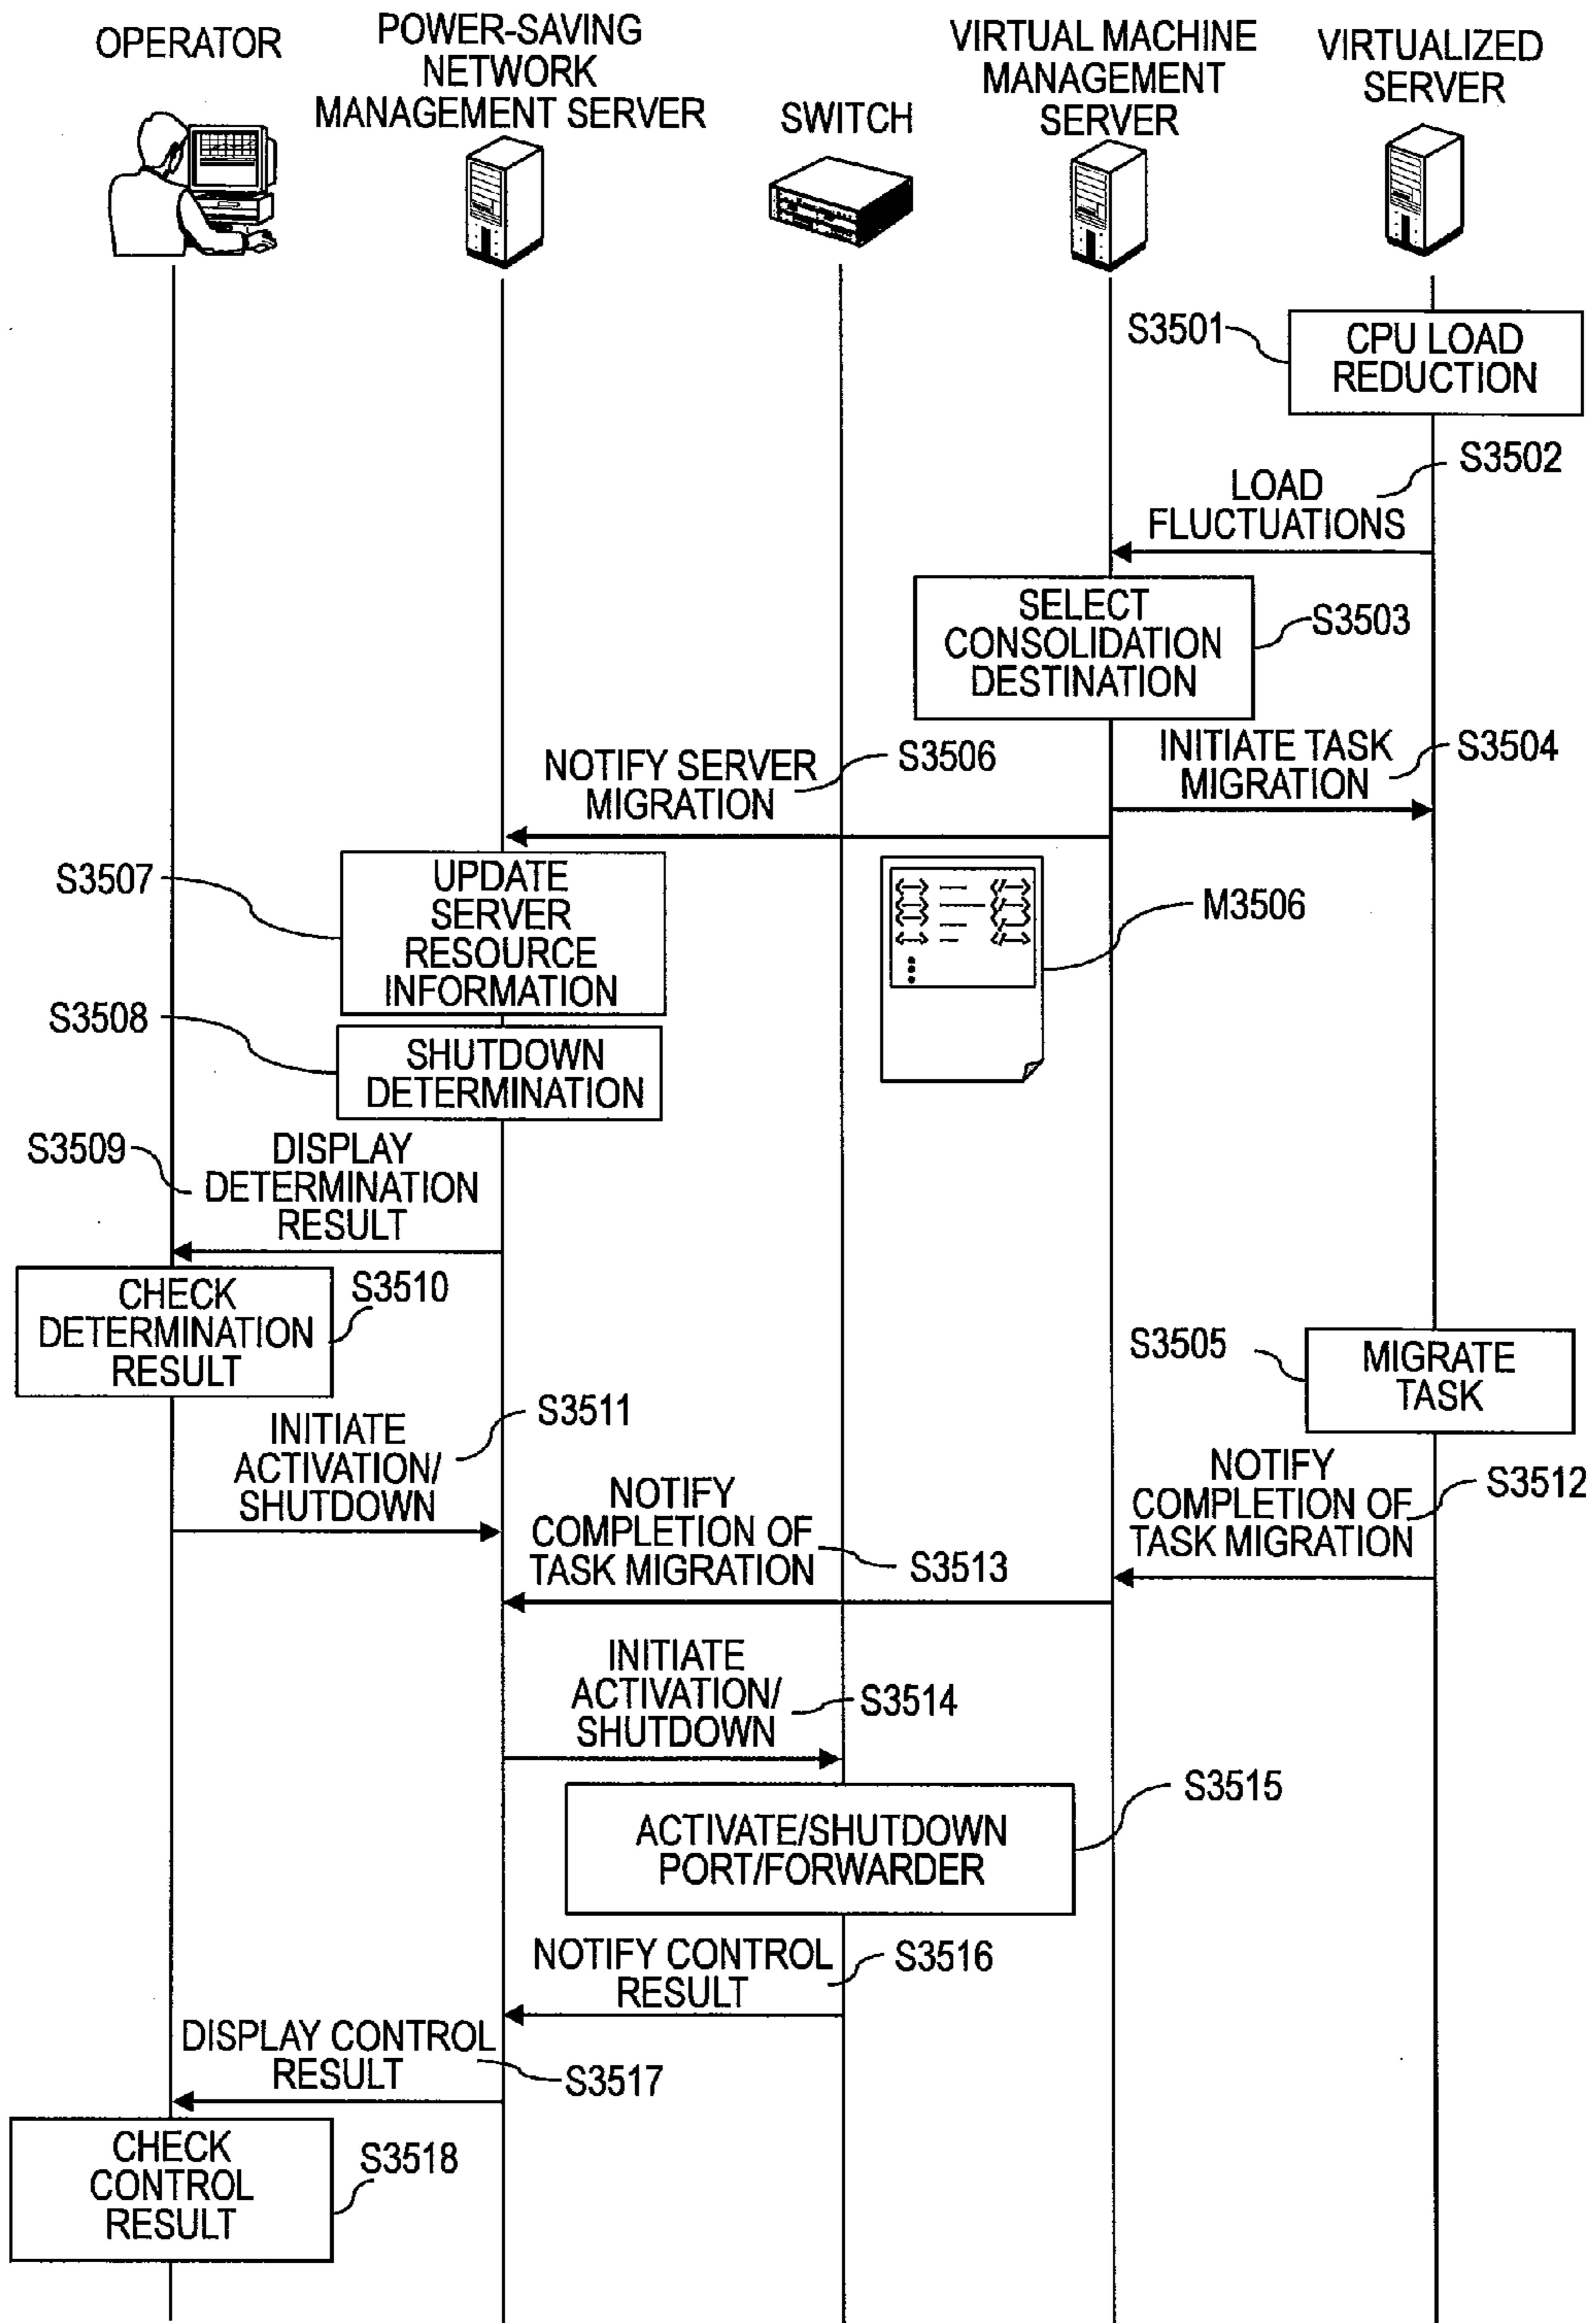 OPERATOR
POWER-SAVING
NETWORK
MANAGEMENT SERVER
SWITCH
VIRTUAL MACHINE
MANAGEMENT
SERVER
VIRTUALIZED
SERVER
S3501
CPU LOAD
REDUCTION
S3502
LOAD
FLUCTUATIONS
SELECT
CONSOLIDATION
DESTINATION
S3503
NOTIFY SERVER
MIGRATION
S3506
INITIATE TASK
MIGRATION
S3504
S3507
UPDATE
SERVER
RESOURCE
INFORMATION
M3506
S3508
SHUTDOWN
DETERMINATION
S3509
DISPLAY
DETERMINATION
RESULT
CHECK
DETERMINATION
RESULT
S3510
S3505
MIGRATE
TASK
INITIATE
ACTIVATION/
SHUTDOWN
S3511
NOTIFY
COMPLETION OF
TASK MIGRATION
S3512
NOTIFY
COMPLETION OF
TASK MIGRATION
S3513
INITIATE
ACTIVATION/
SHUTDOWN
S3514
ACTIVATE/SHUTDOWN
PORT/FORWARDER
S3515
NOTIFY CONTROL
RESULT
S3516
DISPLAY CONTROL
RESULT
S3517
CHECK
CONTROL
RESULT
S3518